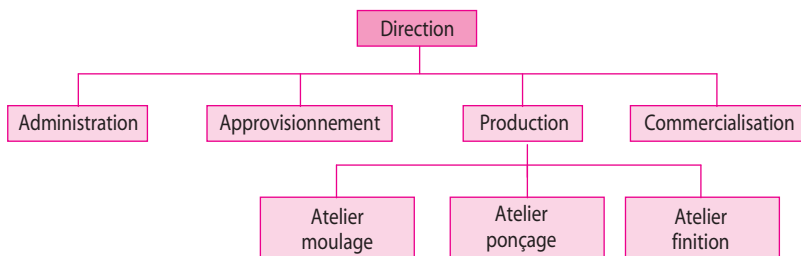 Direction
Administration
Approvisionnement
Production
Commercialisation
Atelier
moulage
Atelier
ponçage
Atelier
finition